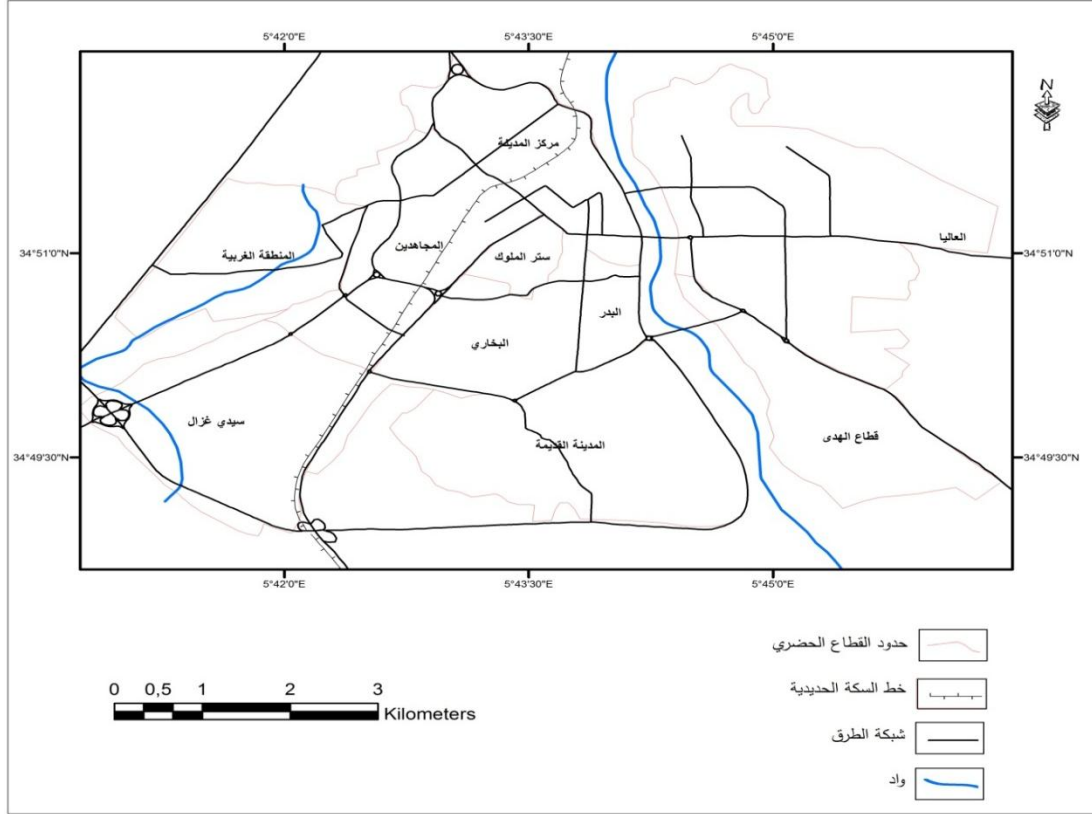 5°42'0"E
5°43'30"E
5°45'0"E
N
مركز المدينة
العاليا
34°51'0"N
المنطقة الغربية
المجاهدين
ستر الملوك
34°51'0"N
البدر
البخاري
سيدي غزال
قطاع الهدى
المدينة القديمة
34°49'30"N
34°49'30"N
5°42'0"E
5°43'30"E
5°45'0"E
حدود القطاع الحضري
خط السكة الحديدية
شبكة الطرق
واد
0 0,5 1 2 3
Kilometers